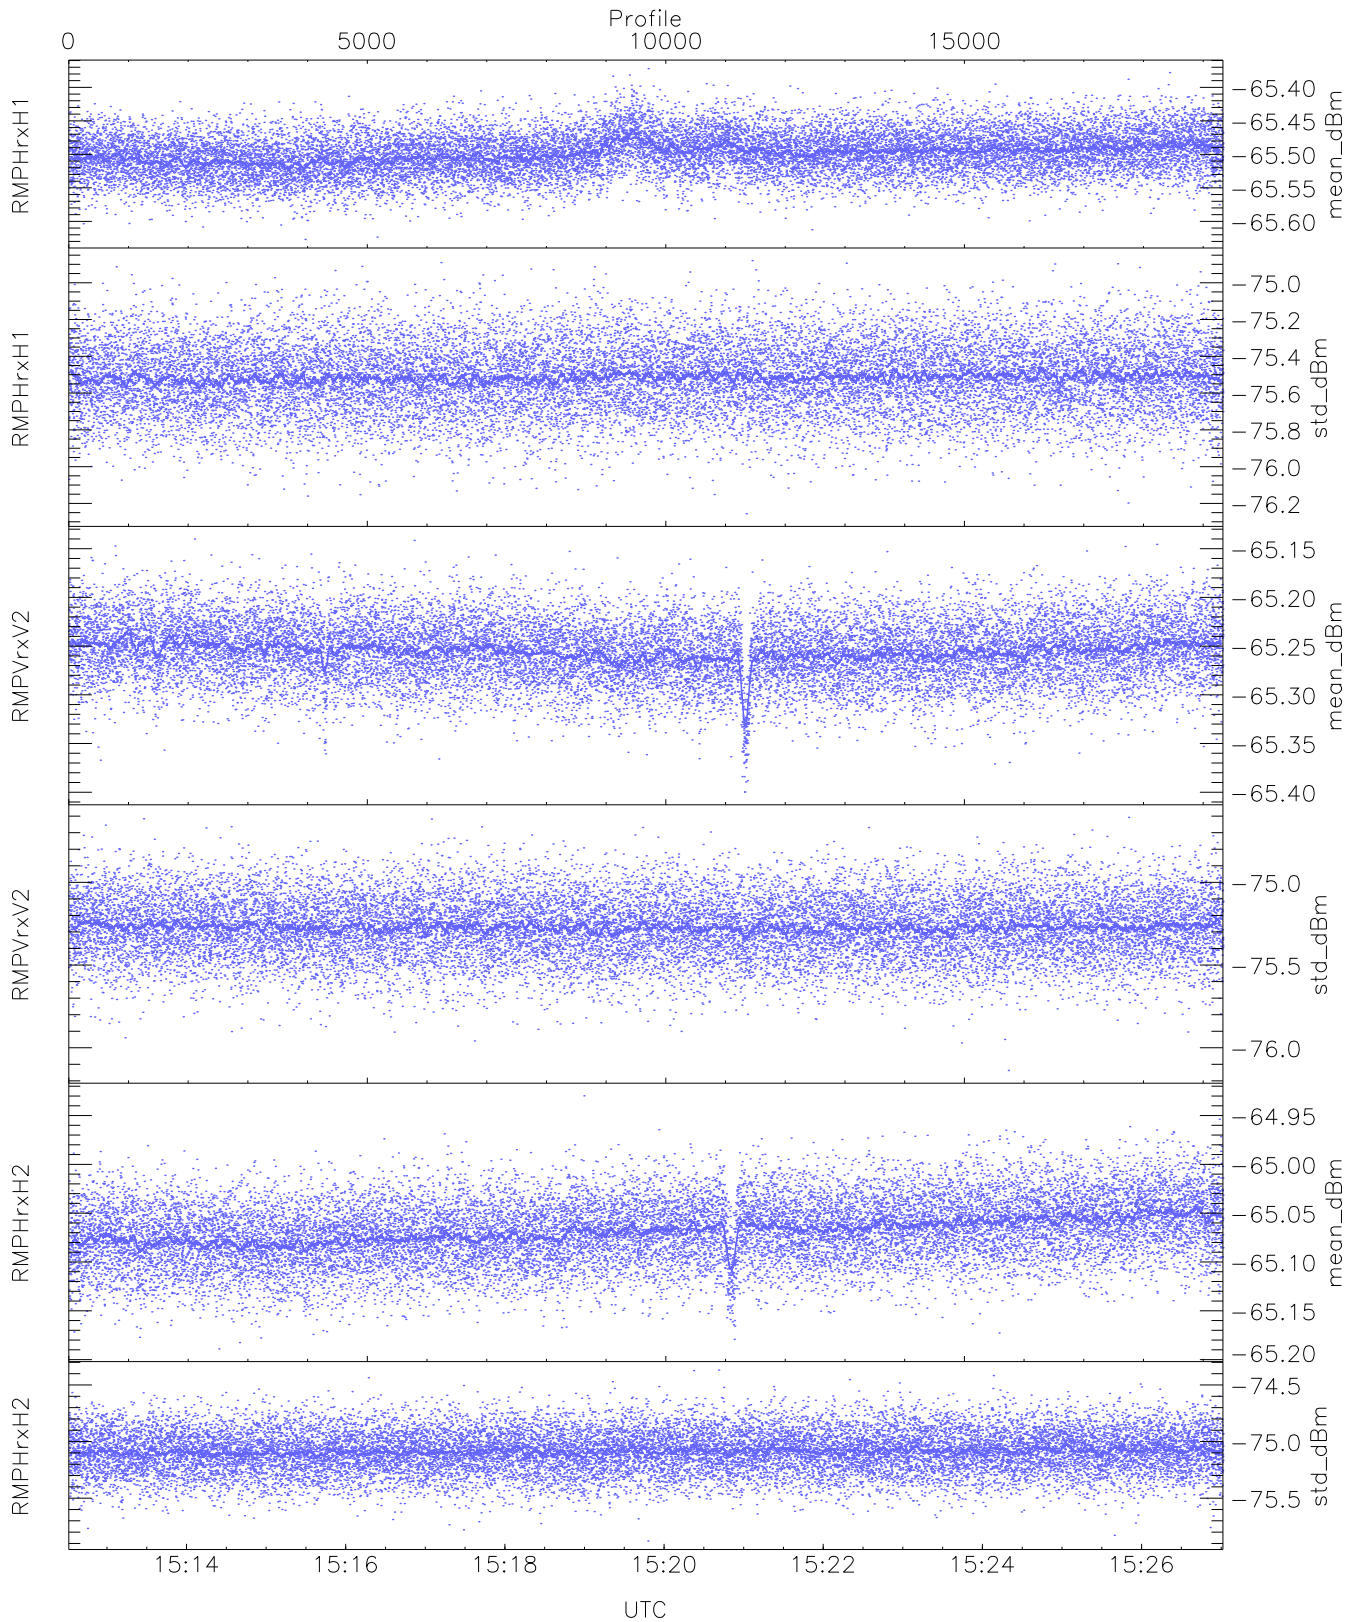 Profile
0 5000 10000 15000
RMPHrxH1
-65.40
-65.45
-65.50
-65.55
-65.60
mean_dBm
RMPHrxH1
-75.0
-75.2
-75.4
-75.6
-75.8
-76.0
-76.2
std_dBm
RMPVrxV2
-65.15
-65.20
-65.25
-65.30
-65.35
-65.40
mean_dBm
RMPVrxV2
-75.0
-75.5
-76.0
std_dBm
RMPHrxH2
-64.95
-65.00
-65.05
-65.10
-65.15
-65.20
mean_dBm
RMPHrxH2
-74.5
-75.0
-75.5
std_dBm
15:14 15:16 15:18 15:20 15:22 15:24 15:26
UTC